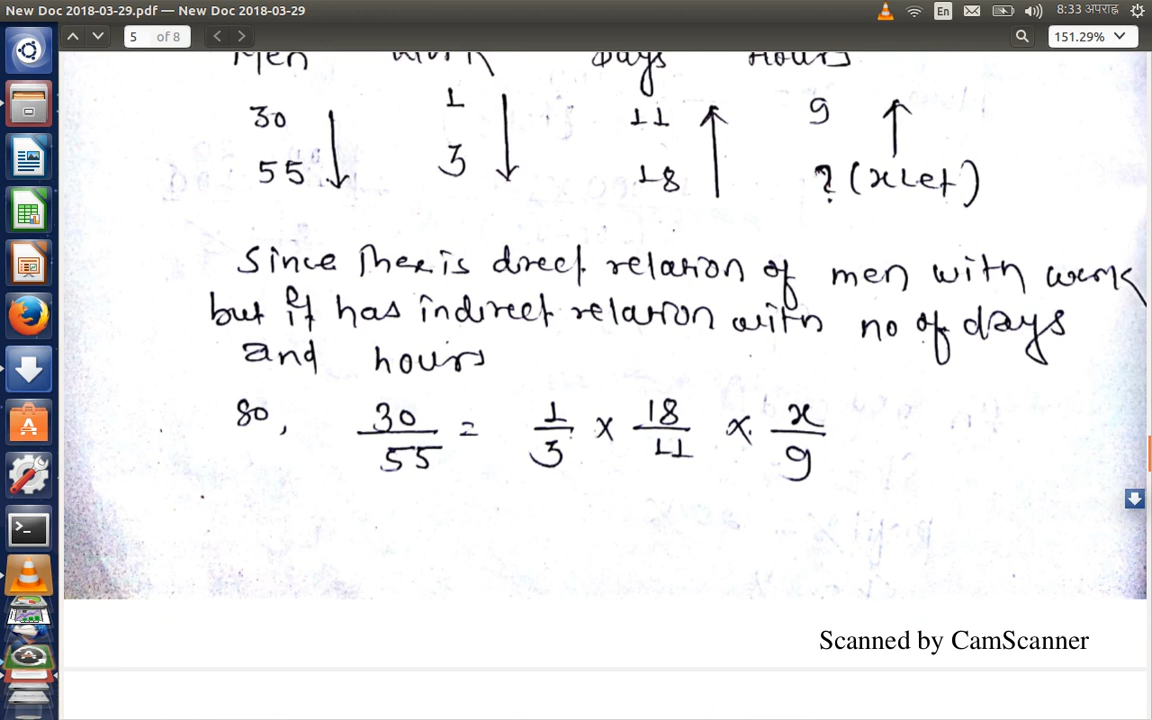 New Doc 2018-03-29.pdf — New Doc 2018-03-29
En
8:33 अपराह्न
5 of 8
151.29%
Men Work Days Hours
30 1 11 9
55 3 18 ? (x Let)
Since there is direct relation of men with work
but it has indirect relation with no of days
and hours
so, 30/55 = 1/3 × 18/11 × x/9
Scanned by CamScanner